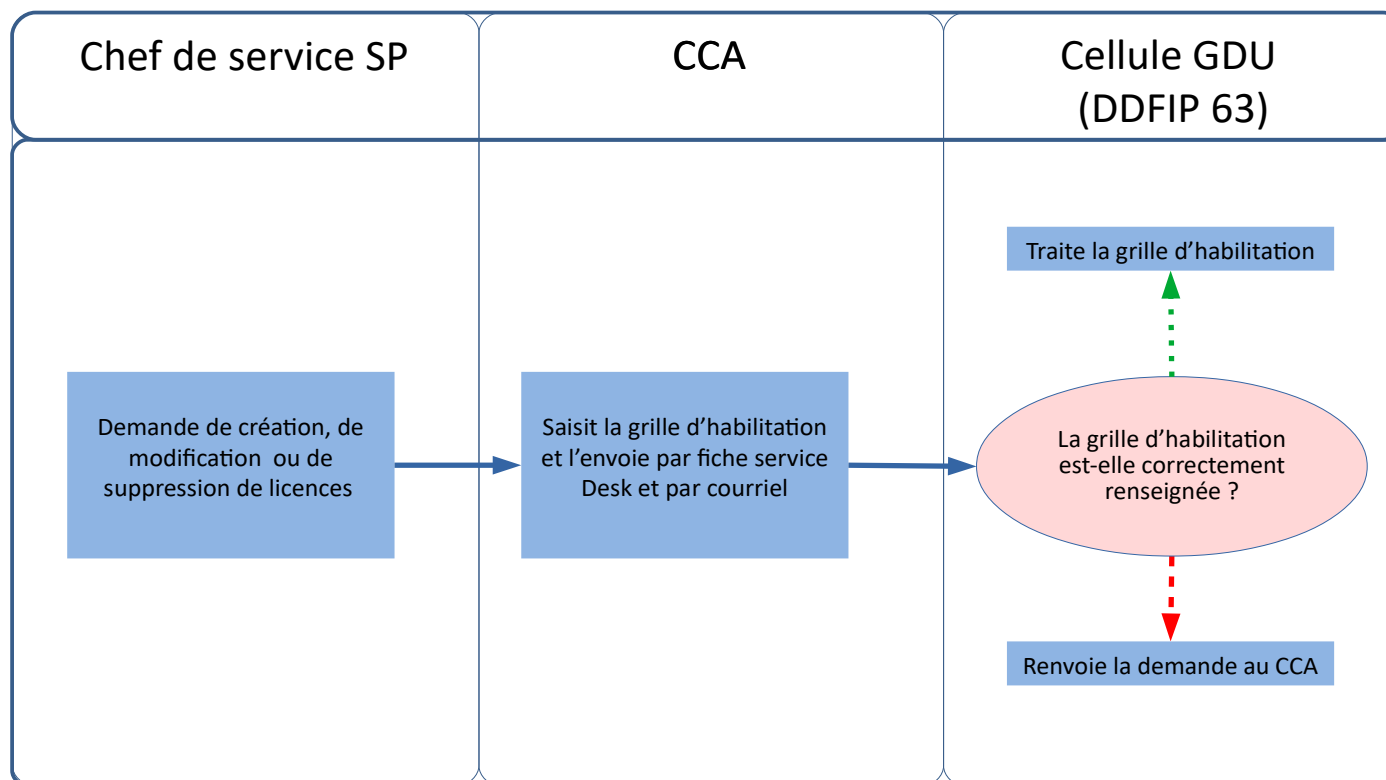 Chef de service SP
CCA
Cellule GDU
(DDFIP 63)
Demande de création, de
modification ou de
suppression de licences
Saisit la grille d’habilitation
et l’envoie par fiche service
Desk et par courriel
Traite la grille d’habilitation
La grille d’habilitation
est-elle correctement
renseignée ?
Renvoie la demande au CCA